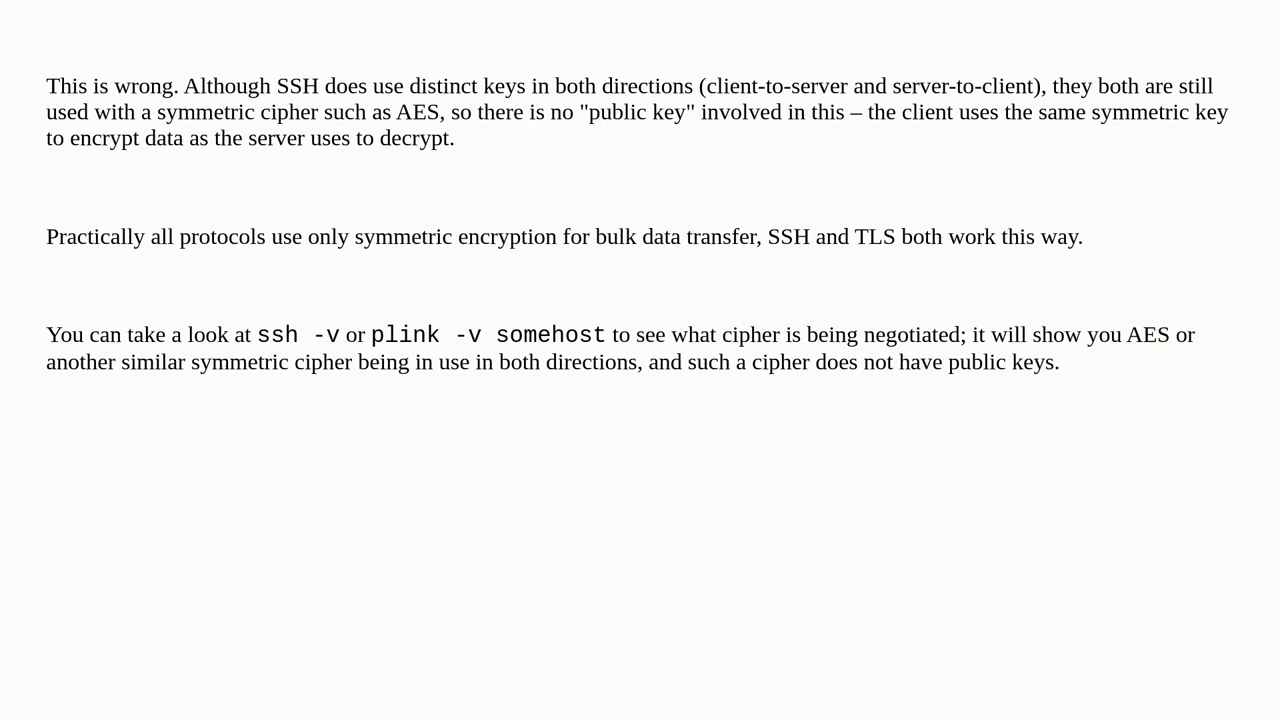 This is wrong. Although SSH does use distinct keys in both directions (client-to-server and server-to-client), they both are still
used with a symmetric cipher such as AES, so there is no "public key" involved in this – the client uses the same symmetric key
to encrypt data as the server uses to decrypt.
Practically all protocols use only symmetric encryption for bulk data transfer, SSH and TLS both work this way.
You can take a look at ssh -v or plink -v somehost to see what cipher is being negotiated; it will show you AES or
another similar symmetric cipher being in use in both directions, and such a cipher does not have public keys.